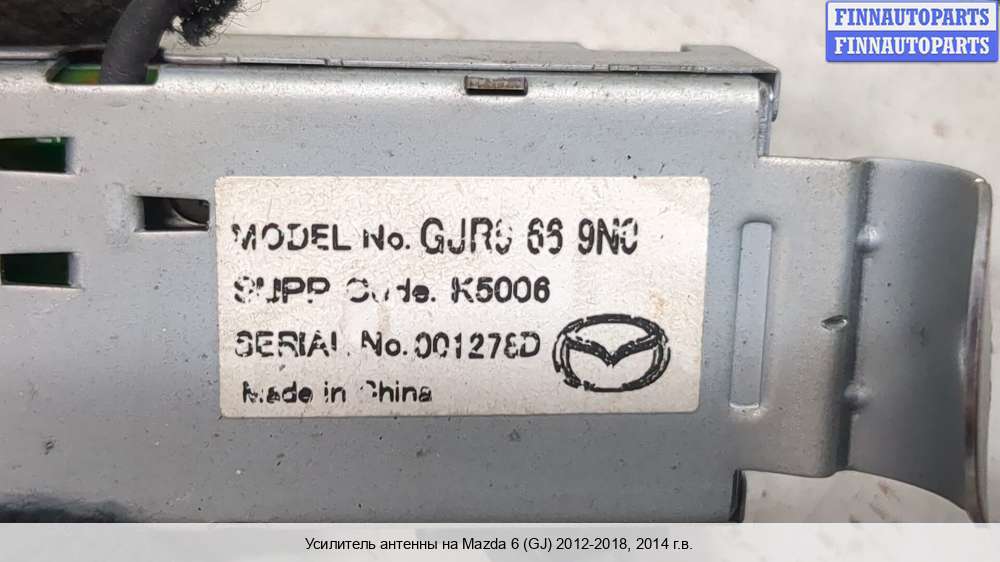 FINNAUTOPARTS
FINNAUTOPARTS
MODEL No. GJR9 66 9N0
SUPP Code. K5006
SERIAL No. 001278D
Made in China
Усилитель антенны на Mazda 6 (GJ) 2012-2018, 2014 г.в.